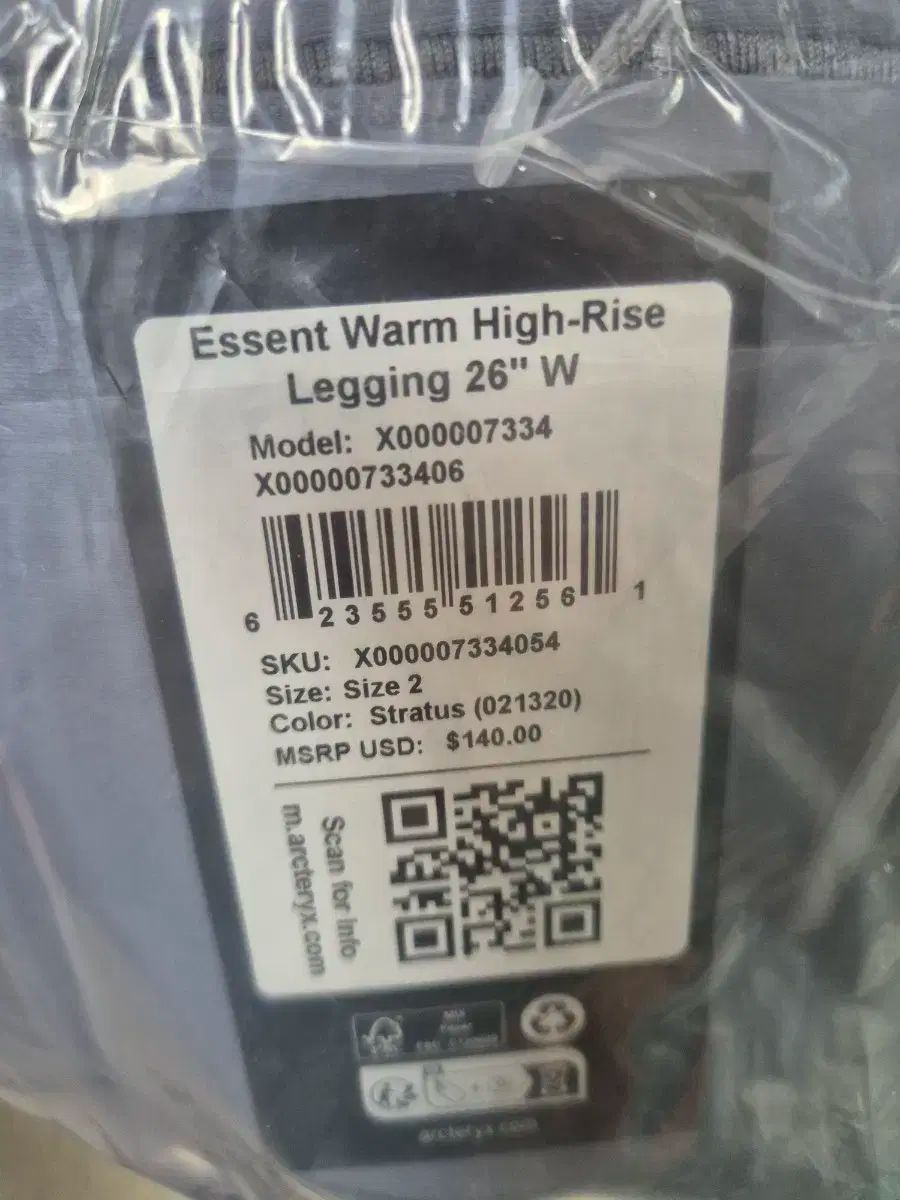 Essent Warm High-Rise
Legging 26" W
Model: X000007334
X00000733406
6 23555 51256 1
SKU: X000007334054
Size: Size 2
Color: Stratus (021320)
MSRP USD: $140.00
Scan for Info
m.arcteryx.com
arcteryx.com